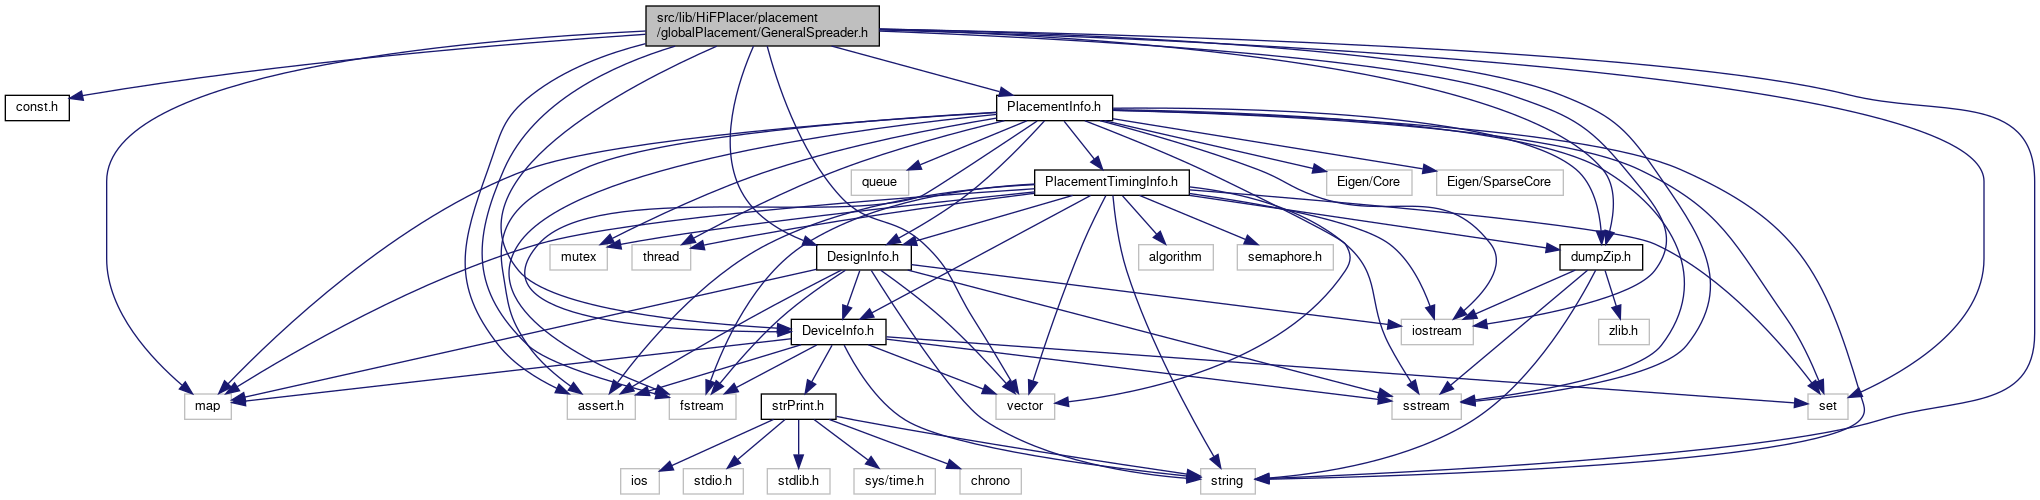 src/lib/HiFPlacer/placement
/globalPlacement/GeneralSpreader.h
const.h
PlacementInfo.h
queue
PlacementTimingInfo.h
Eigen/Core
Eigen/SparseCore
mutex
thread
DesignInfo.h
algorithm
semaphore.h
dumpZip.h
DeviceInfo.h
iostream
zlib.h
map
assert.h
fstream
strPrint.h
vector
sstream
set
ios
stdio.h
stdlib.h
sys/time.h
chrono
string